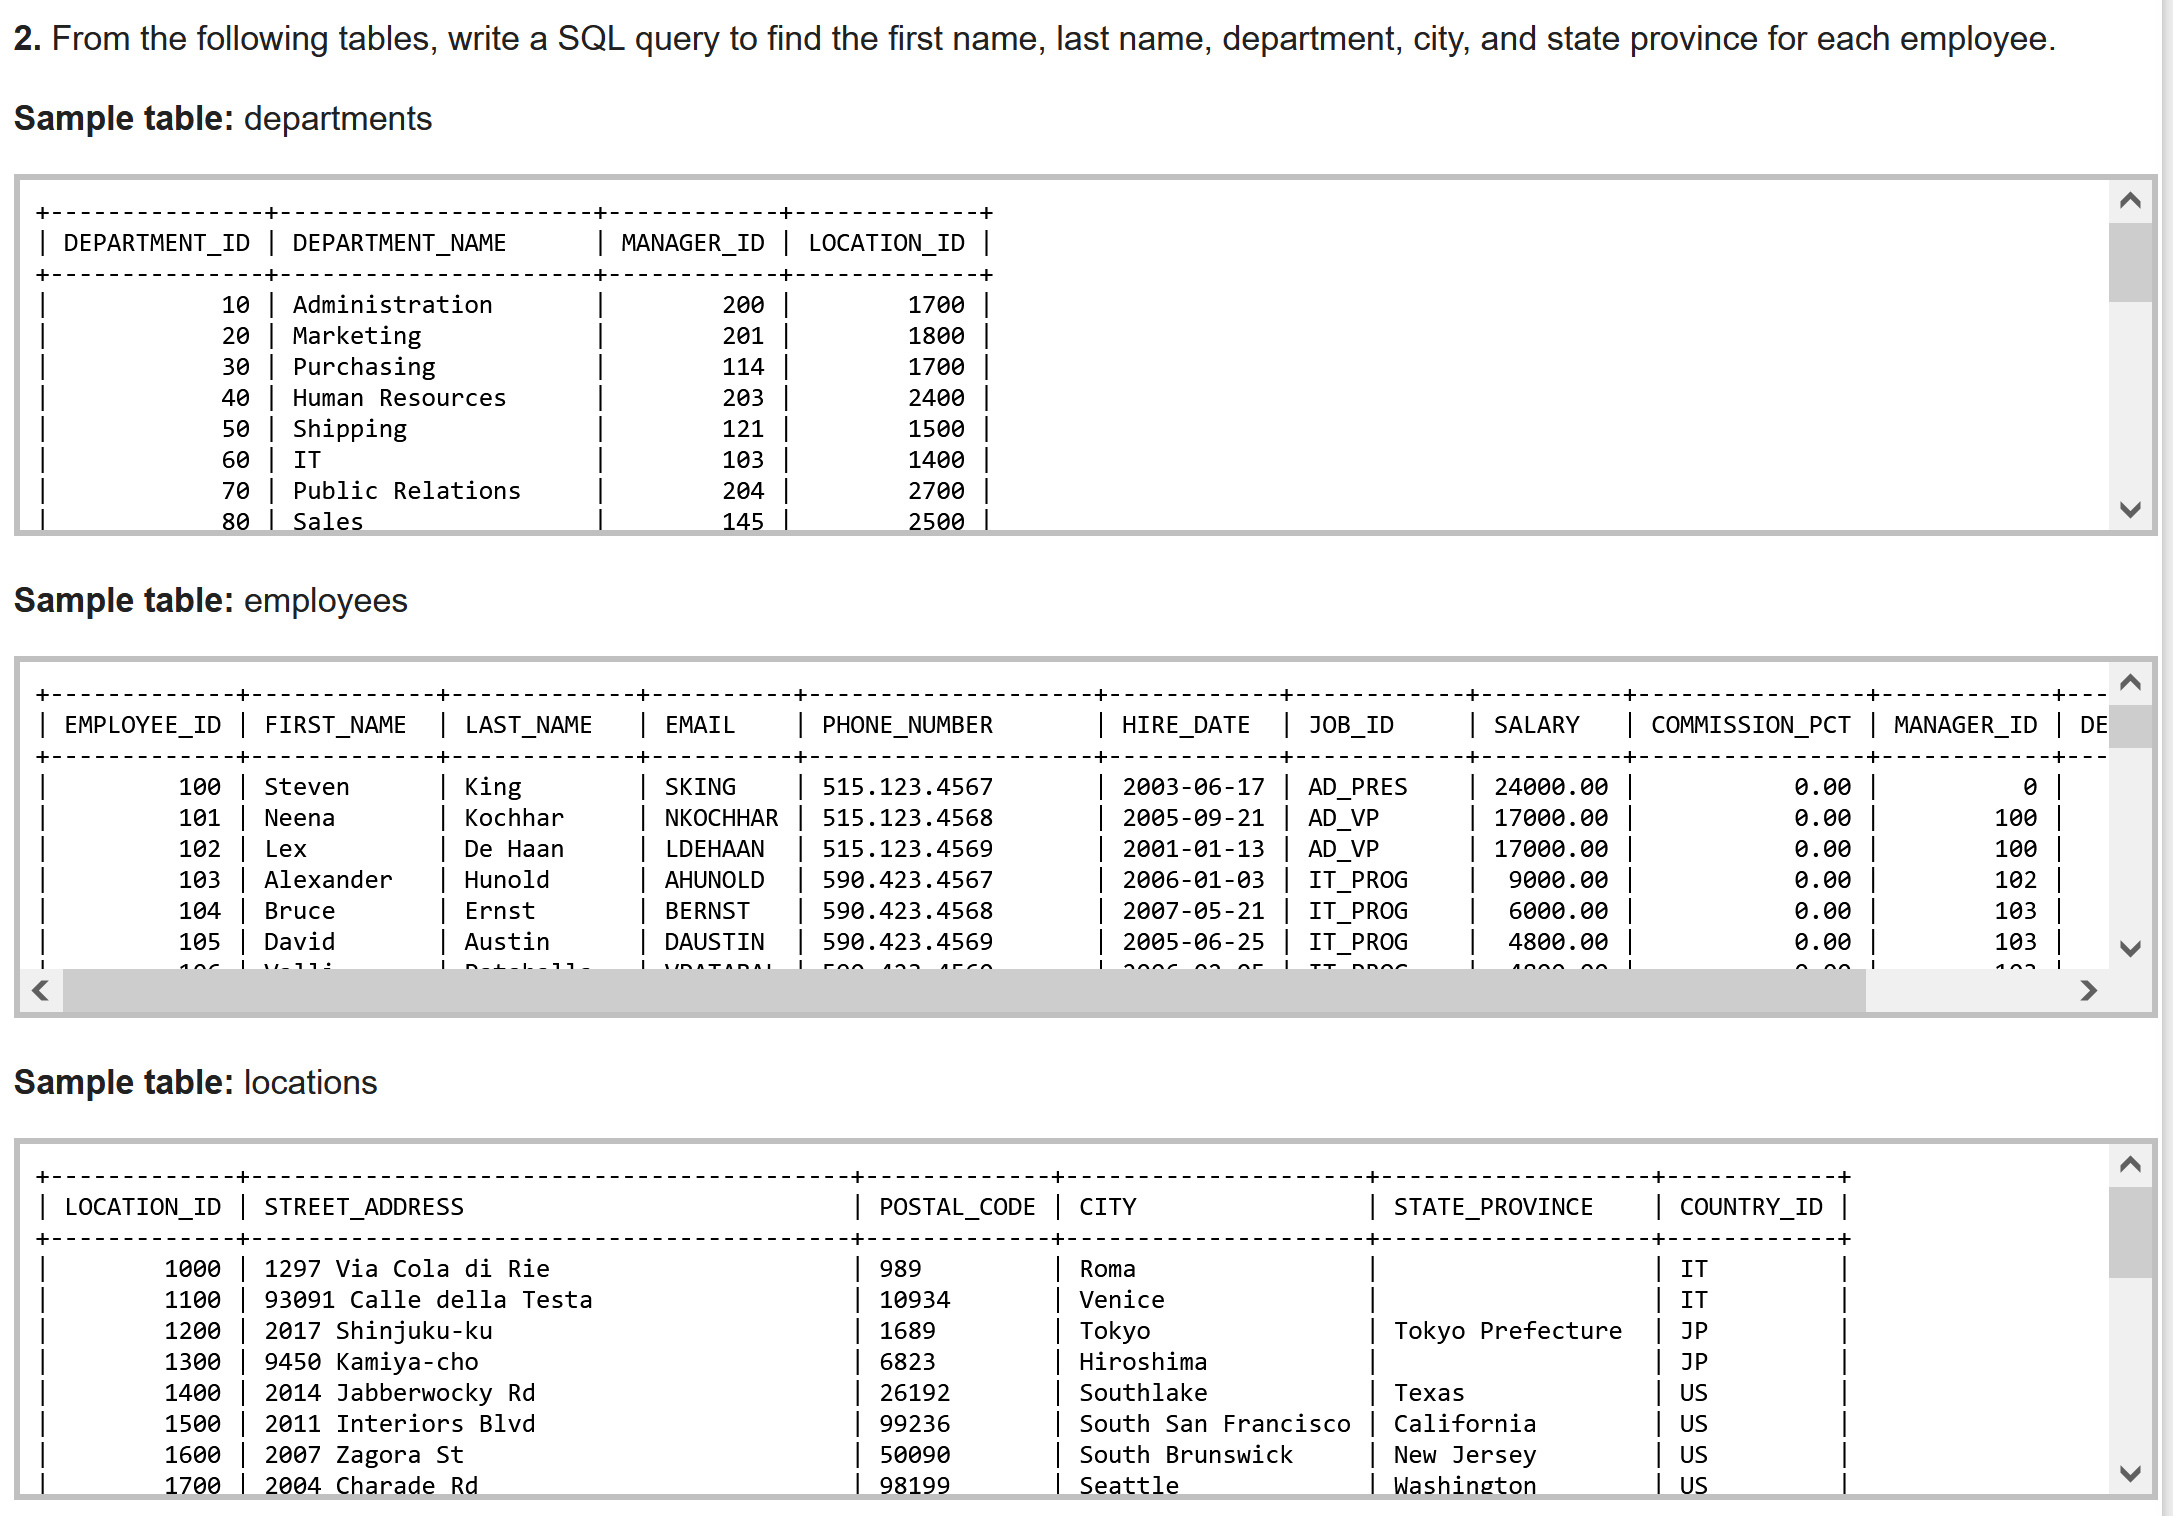 2. From the following tables, write a SQL query to find the first name, last name, department, city, and state province for each employee.
Sample table: departments
+---------------+----------------------+------------+-------------+
| DEPARTMENT_ID | DEPARTMENT_NAME      | MANAGER_ID | LOCATION_ID |
+---------------+----------------------+------------+-------------+
|            10 | Administration       |        200 |        1700 |
|            20 | Marketing            |        201 |        1800 |
|            30 | Purchasing           |        114 |        1700 |
|            40 | Human Resources      |        203 |        2400 |
|            50 | Shipping             |        121 |        1500 |
|            60 | IT                   |        103 |        1400 |
|            70 | Public Relations     |        204 |        2700 |
|            80 | Sales                |        145 |        2500 |
Sample table: employees
+-------------+-------------+-------------+----------+--------------------+------------+------------+----------+----------------+------------+---
| EMPLOYEE_ID | FIRST_NAME  | LAST_NAME   | EMAIL    | PHONE_NUMBER       | HIRE_DATE  | JOB_ID     | SALARY   | COMMISSION_PCT | MANAGER_ID | DE
+-------------+-------------+-------------+----------+--------------------+------------+------------+----------+----------------+------------+---
|         100 | Steven      | King        | SKING    | 515.123.4567       | 2003-06-17 | AD_PRES    | 24000.00 |           0.00 |          0 |
|         101 | Neena       | Kochhar     | NKOCHHAR | 515.123.4568       | 2005-09-21 | AD_VP      | 17000.00 |           0.00 |        100 |
|         102 | Lex         | De Haan     | LDEHAAN  | 515.123.4569       | 2001-01-13 | AD_VP      | 17000.00 |           0.00 |        100 |
|         103 | Alexander   | Hunold      | AHUNOLD  | 590.423.4567       | 2006-01-03 | IT_PROG    |  9000.00 |           0.00 |        102 |
|         104 | Bruce       | Ernst       | BERNST   | 590.423.4568       | 2007-05-21 | IT_PROG    |  6000.00 |           0.00 |        103 |
|         105 | David       | Austin      | DAUSTIN  | 590.423.4569       | 2005-06-25 | IT_PROG    |  4800.00 |           0.00 |        103 |
Sample table: locations
+-------------+------------------------------------------+-------------+---------------------+-------------------+------------+
| LOCATION_ID | STREET_ADDRESS                           | POSTAL_CODE | CITY                | STATE_PROVINCE    | COUNTRY_ID |
+-------------+------------------------------------------+-------------+---------------------+-------------------+------------+
|        1000 | 1297 Via Cola di Rie                     | 989         | Roma                |                   | IT         |
|        1100 | 93091 Calle della Testa                  | 10934       | Venice              |                   | IT         |
|        1200 | 2017 Shinjuku-ku                         | 1689        | Tokyo               | Tokyo Prefecture  | JP         |
|        1300 | 9450 Kamiya-cho                          | 6823        | Hiroshima           |                   | JP         |
|        1400 | 2014 Jabberwocky Rd                      | 26192       | Southlake           | Texas             | US         |
|        1500 | 2011 Interiors Blvd                      | 99236       | South San Francisco | California        | US         |
|        1600 | 2007 Zagora St                           | 50090       | South Brunswick     | New Jersey        | US         |
|        1700 | 2004 Charade Rd                          | 98199       | Seattle             | Washington        | US         |